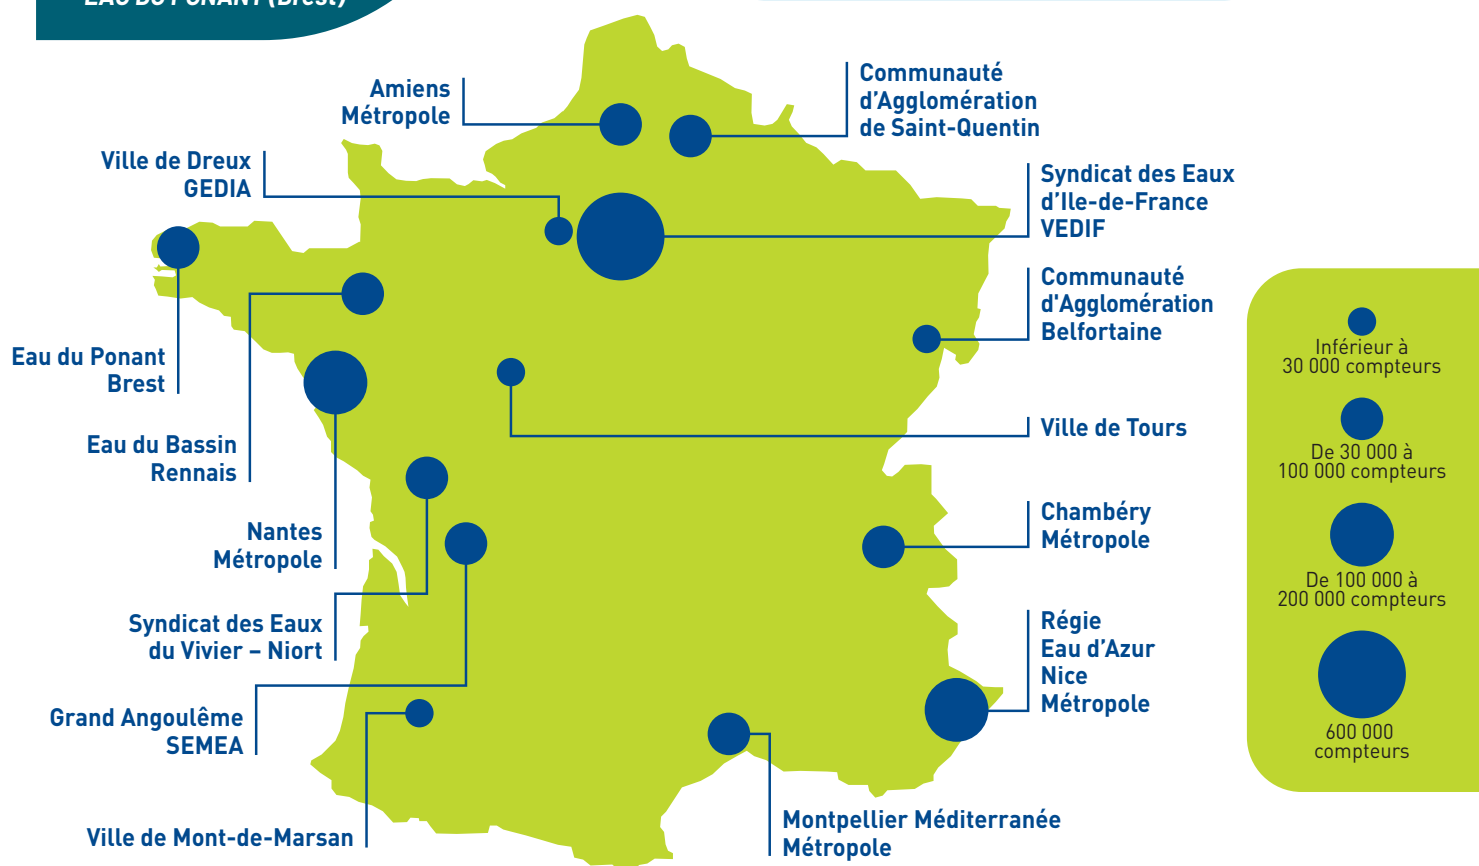 EAU DU PONANT (Brest)
Amiens
Métropole
Communauté
d'Agglomération
de Saint-Quentin
Ville de Dreux
GEDIA
Syndicat des Eaux
d'Ile-de-France
VEDIF
Communauté
d'Agglomération
Belfortaine
Eau du Ponant
Brest
Eau du Bassin
Rennais
Ville de Tours
Nantes
Métropole
Chambéry
Métropole
Syndicat des Eaux
du Vivier – Niort
Régie
Eau d'Azur
Nice
Métropole
Grand Angoulême
SEMEA
Ville de Mont-de-Marsan
Montpellier Méditerranée
Métropole
Inférieur à
30 000 compteurs
De 30 000 à
100 000 compteurs
De 100 000 à
200 000 compteurs
600 000
compteurs